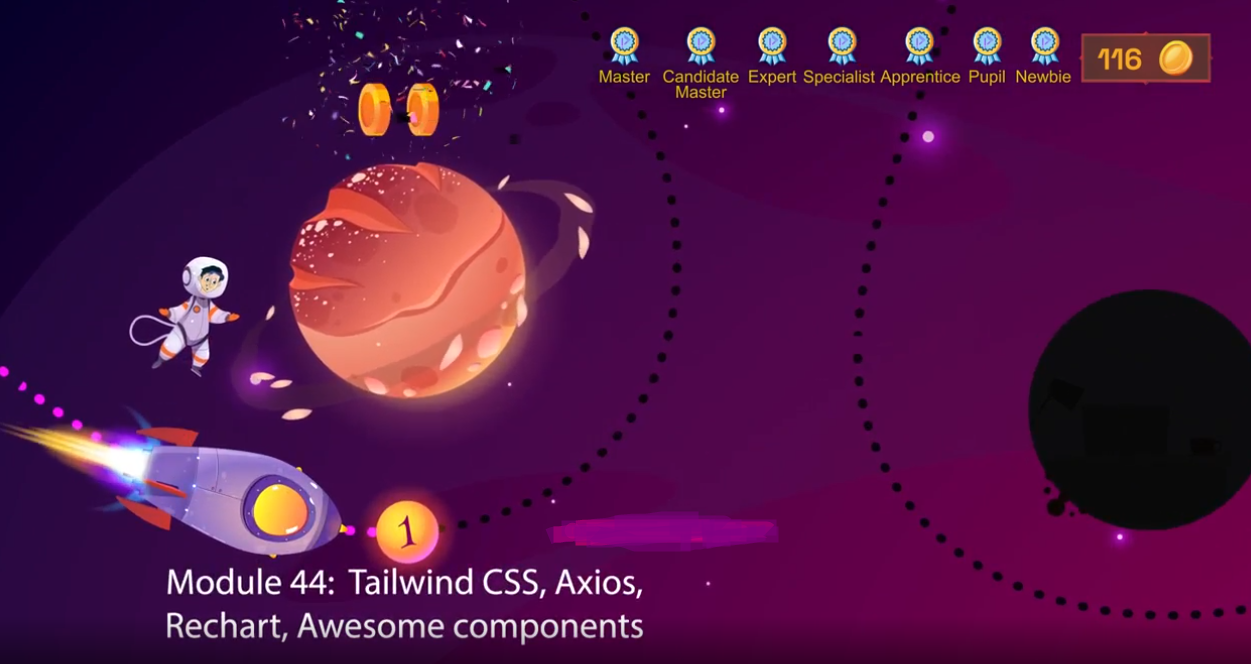 Master Candidate Expert Specialist Apprentice Pupil Newbie
Master
116
1
Module 44: Tailwind CSS, Axios,
Rechart, Awesome components